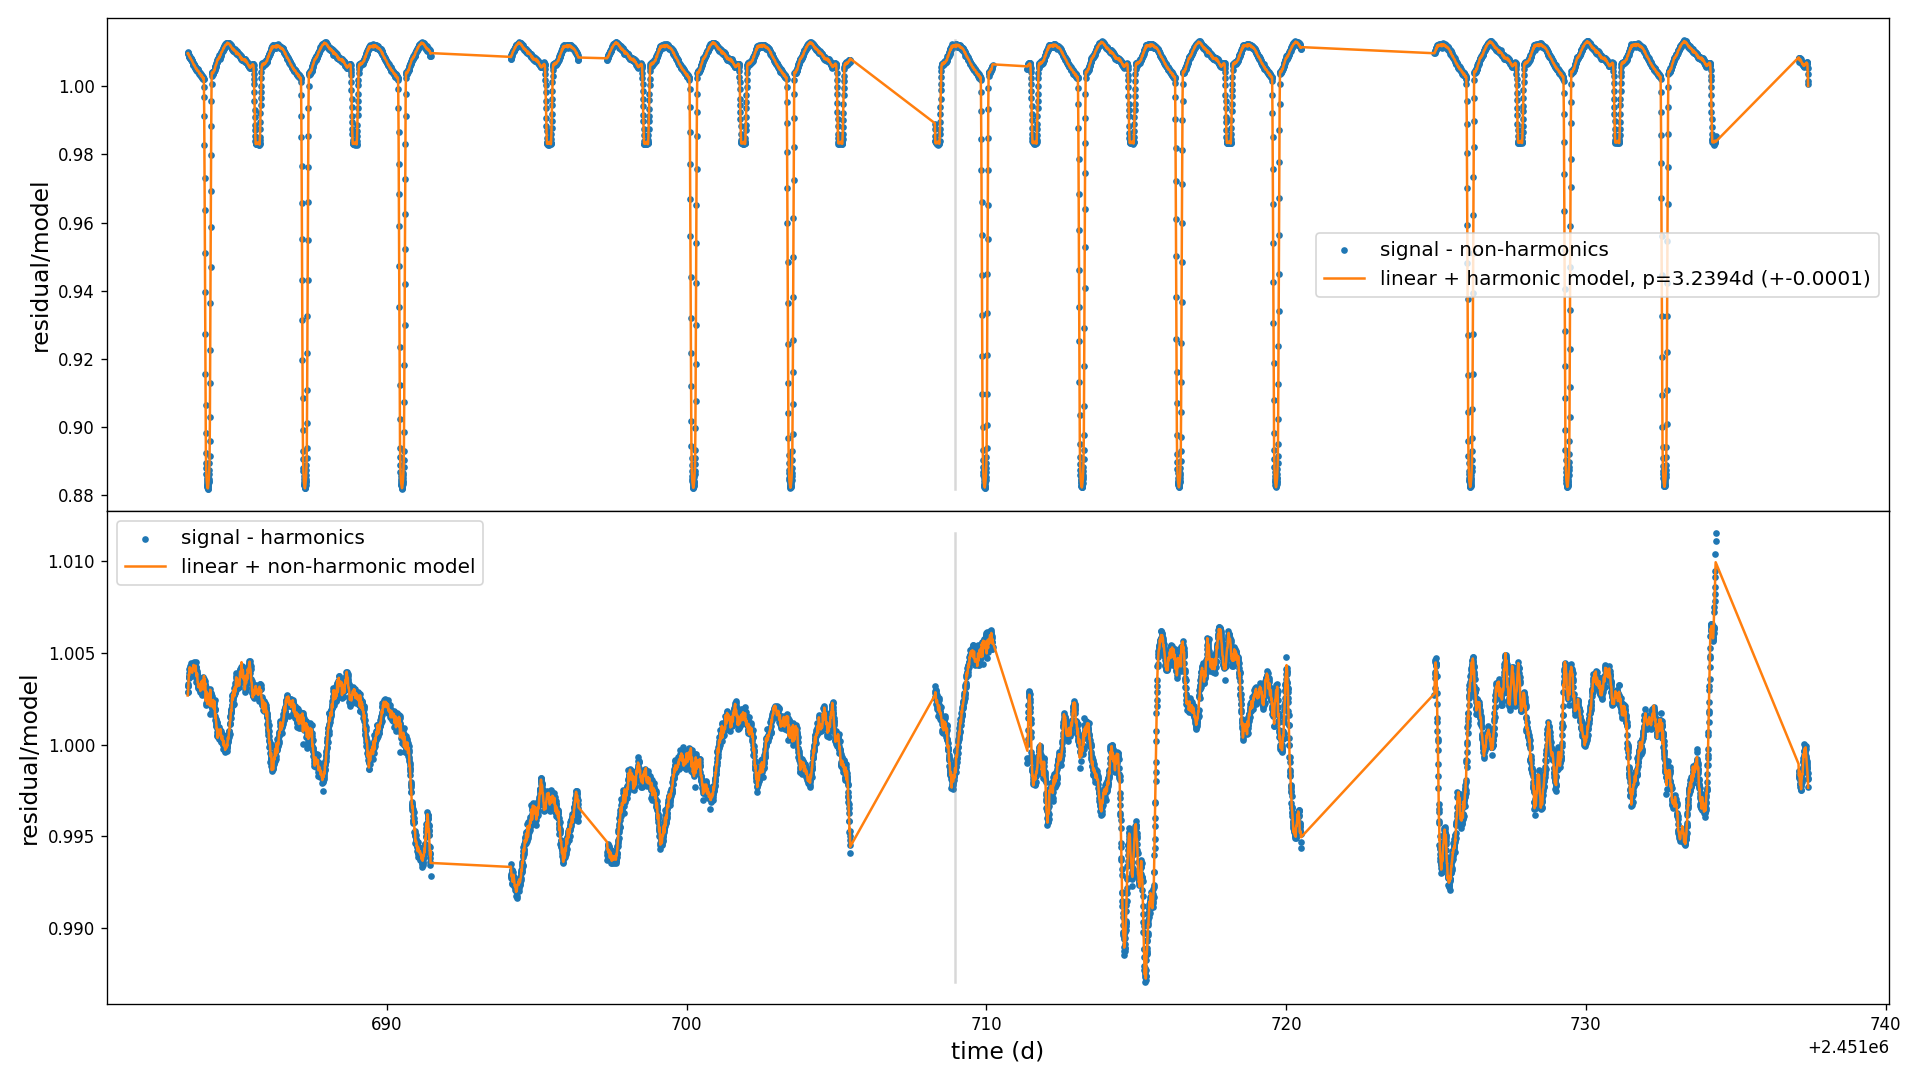 1.00
0.98
0.96
0.94
0.92
0.90
0.88
residual/model
signal - non-harmonics
linear + harmonic model, p=3.2394d (+-0.0001)
signal - harmonics
linear + non-harmonic model
1.010
1.005
1.000
0.995
0.990
residual/model
690 700 710 720 730 740
time (d)
+2.451e6